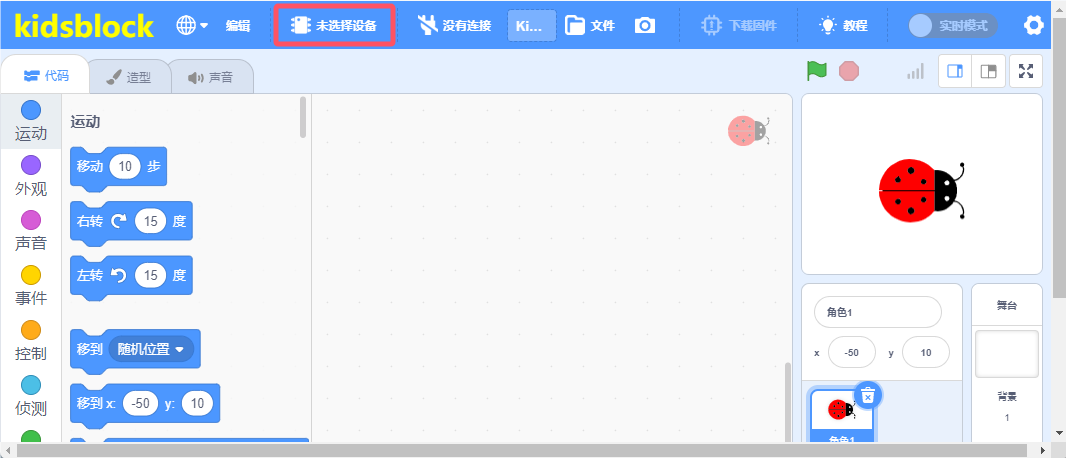 kidsblock 编辑 未选择设备 没有连接 Ki... 文件 下载固件 教程 实时模式
代码 造型 声音
运动
外观
声音
事件
控制
侦测
运动
移动 10 步
右转 15 度
左转 15 度
移到 随机位置
移到 x: -50 y: 10
角色1
x -50 y 10
角色1
舞台
背景
1